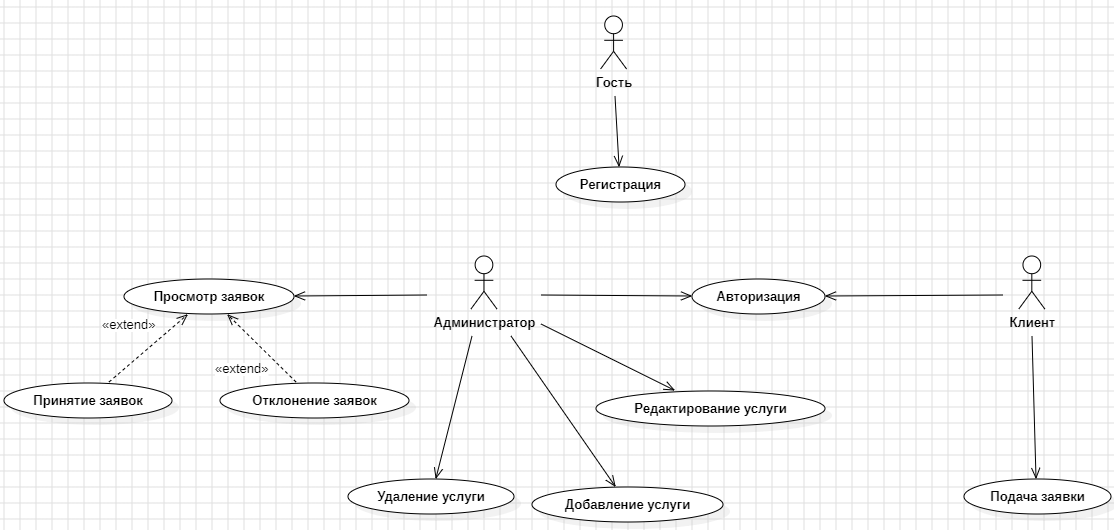 Гость
Регистрация
Просмотр заявок
Авторизация
Администратор
Клиент
«extend»
«extend»
Принятие заявок
Отклонение заявок
Редактирование услуги
Удаление услуги
Добавление услуги
Подача заявки